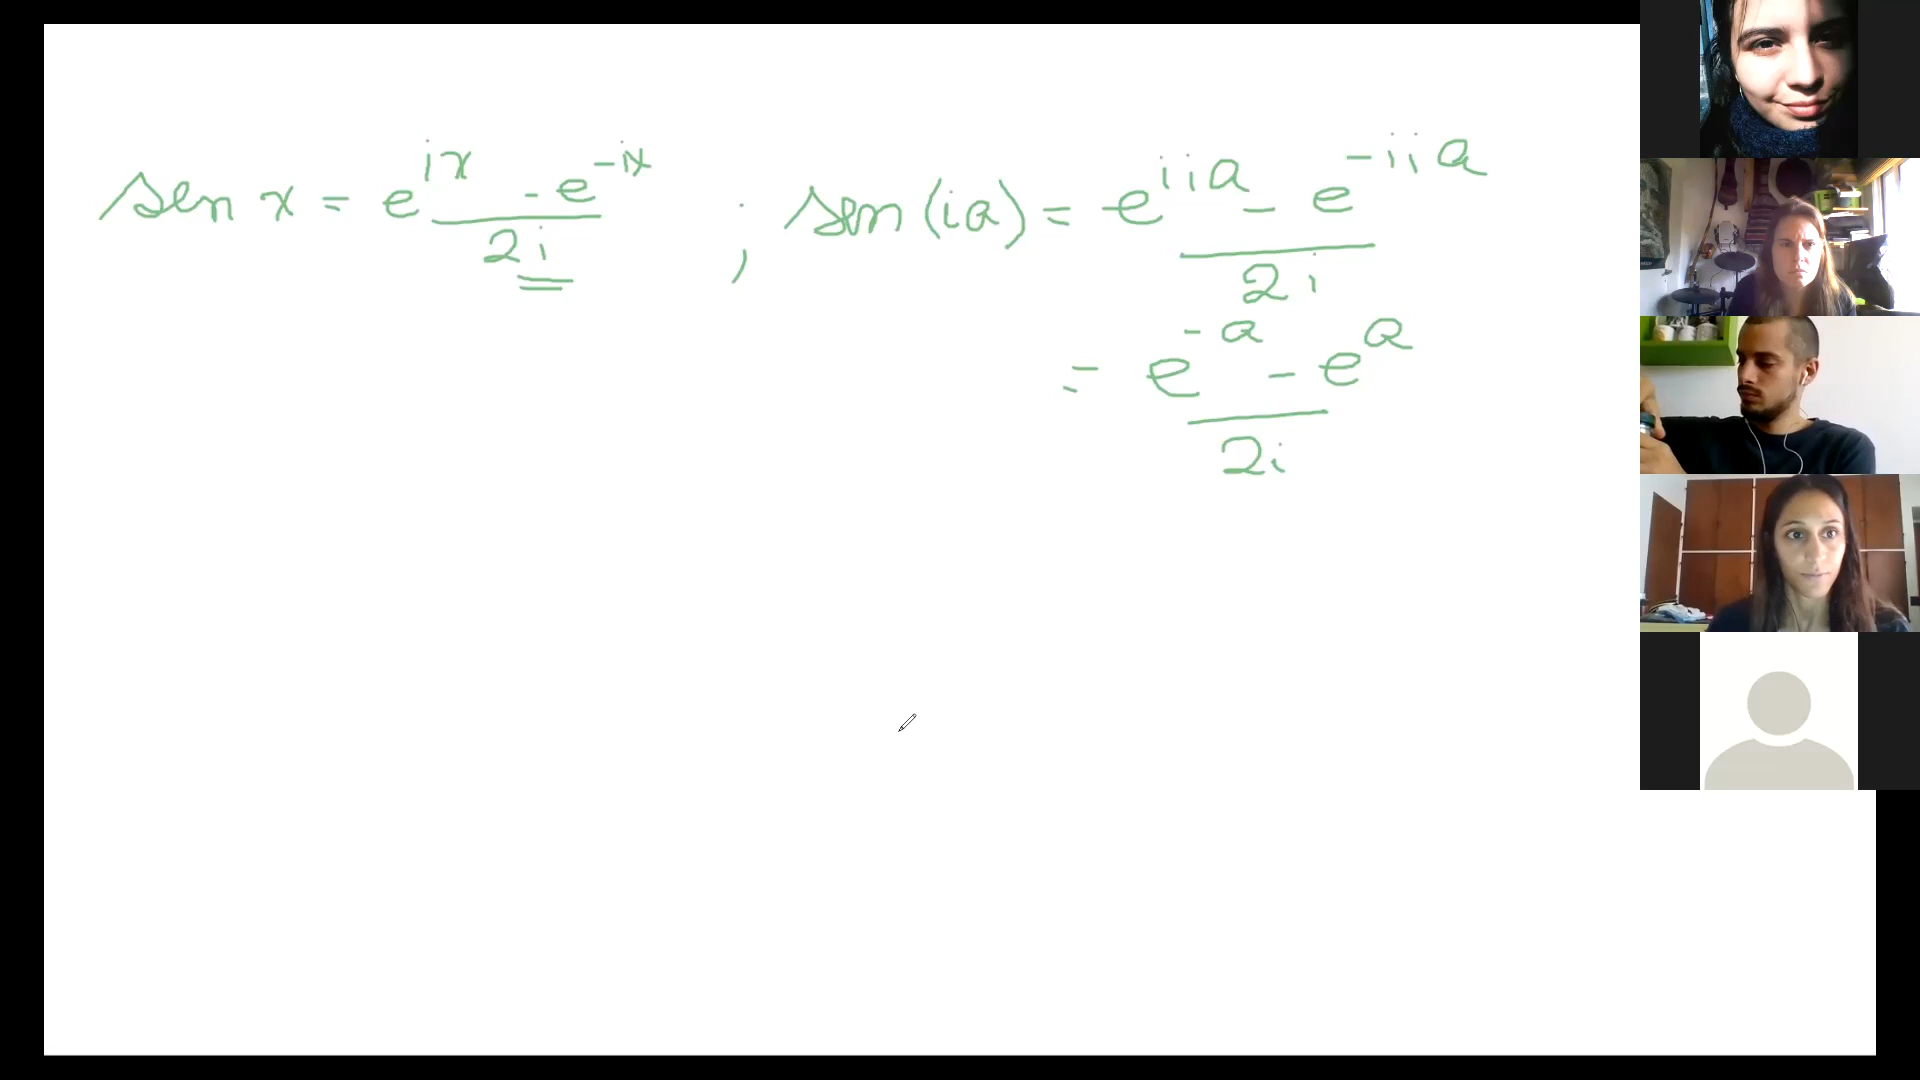 sen x = e^{ix} - e^{-ix} / 2i ; sen (ia) = e^{iia} - e^{-iia} / 2i
= e^{-a} - e^{a} / 2i